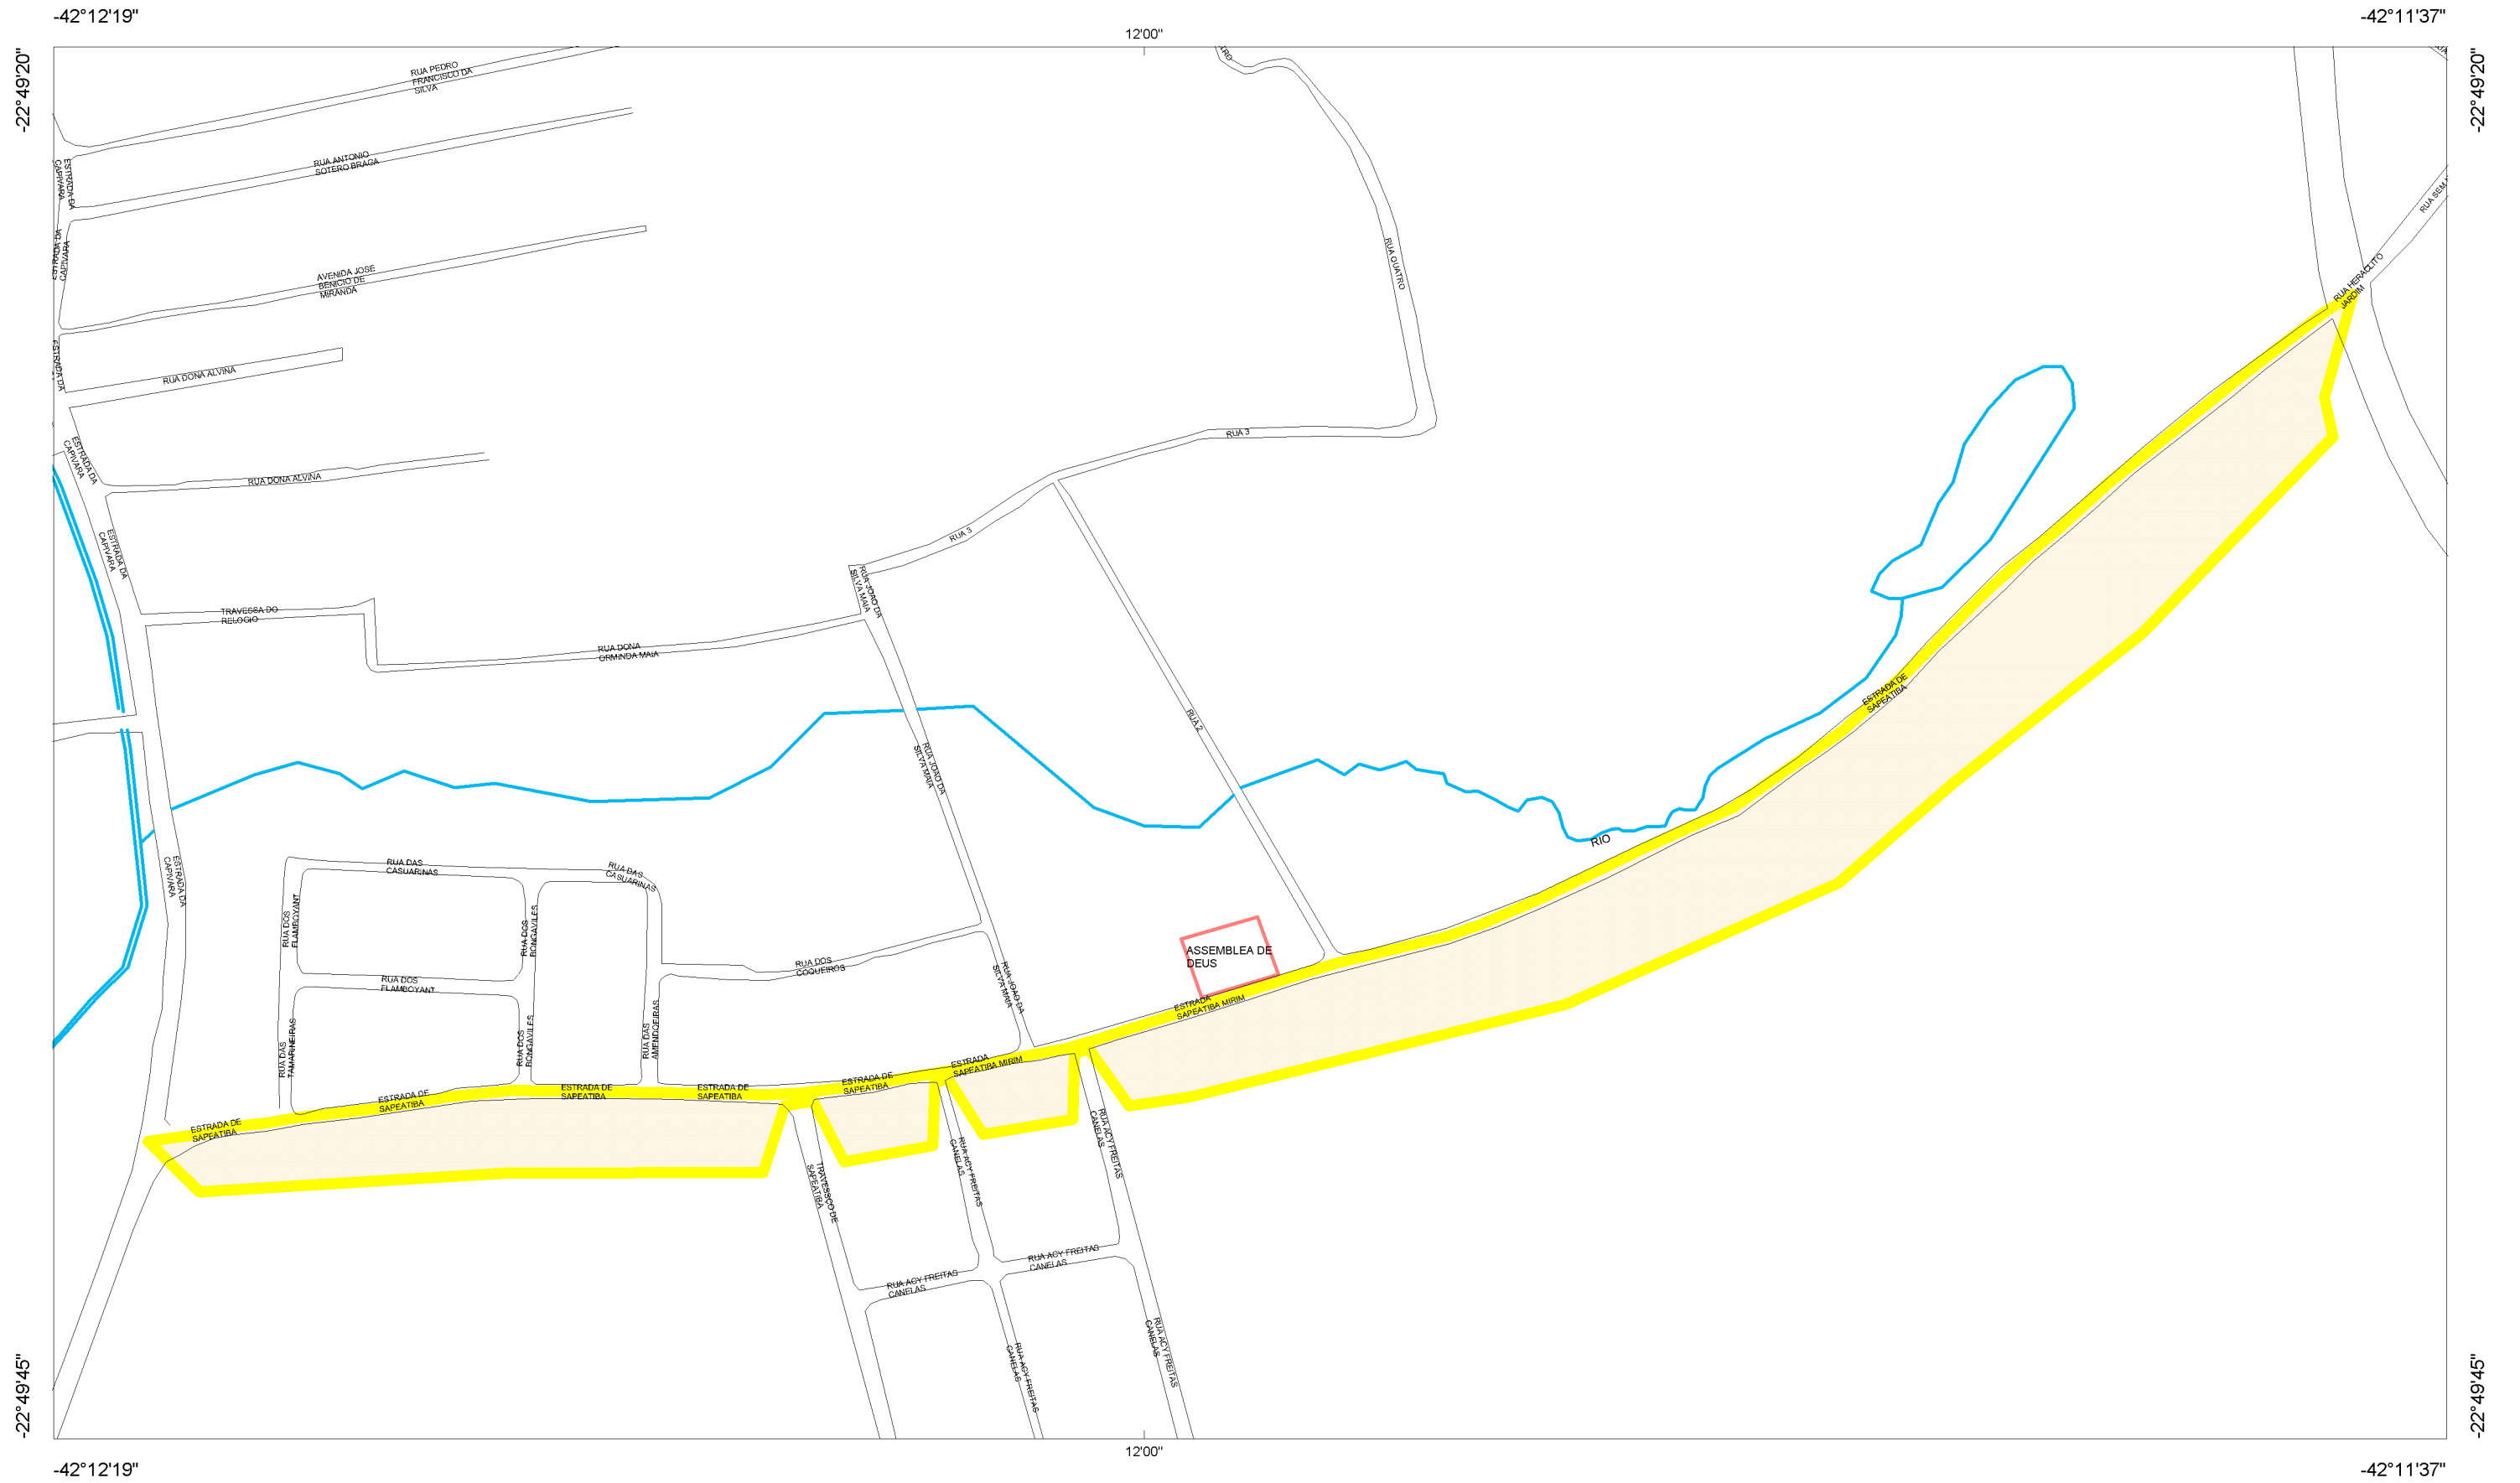 -42°12'19"
-42°11'37"
12'00"
-22°49'20"
-22°49'20"
RUA PEDRO
FRANCISCO DA
SILVA
RUA ANTONIO
SOTERO BRAGA
ESTRADA DA
CAPIVARA
ESTRADA DA
CAPIVARA
AVENIDA JOSE
BENICIO DE
MIRANDA
RUA QUATRO
RUA SEM
RUA HERACLITO
JARDIM
ESTRADA DA
RUA DONA ALVINA
RUA 3
ESTRADA DA
CAPIVARA
RUA DONA ALVINA
RUA 3
ESTRADA DA
CAPIVARA
RUA JOAO DA
SILVA MAIA
TRAVESSA DO
RELOGIO
RUA DONA
ORMINDA MAIA
RUA 2
ESTRADA DE
SAPEATIBA
RUA JOAO DA
SILVA MAIA
RIO
ESTRADA DA
CAPIVARA
RUA DAS
CASUARINAS
RUA DAS
CASUARINAS
RUA DOS
FLAMBOYANT
RUA DOS
BONGAVILES
ASSEMBLEA DE
DEUS
RUA DOS
COQUEIROS
RUA DOS
FLAMBOYANT
RUA JOAO DA
SILVA MAIA
ESTRADA
SAPEATIBA MIRIM
RUA DAS
TAMARINEIRAS
RUA DOS
BONGAVILES
RUA DAS
AMENDOEIRAS
ESTRADA
SAPEATIBA MIRIM
ESTRADA DE
SAPEATIBA
ESTRADA DE
SAPEATIBA
ESTRADA DE
SAPEATIBA
ESTRADA DE
SAPEATIBA
ESTRADA DE
SAPEATIBA
RUA ACY FREITAS
CANELAS
RUA ACY FREITAS
CANELAS
TRAVESSCO DE
SAPEATIBA
RUA ACY FREITAS
CANELAS
RUA ACY FREITAS
CANELAS
RUA ACY FREITAS
CANELAS
RUA ACY FREITAS
CANELAS
-22°49'45"
-22°49'45"
12'00"
-42°12'19"
-42°11'37"